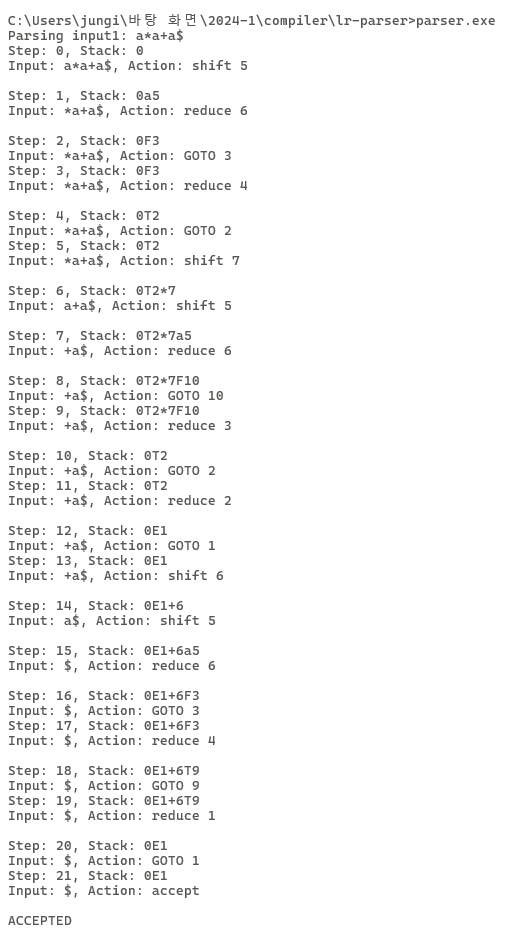 C:\Users\jungi\바탕 화면\2024-1\compiler\lr-parser>parser.exe
Parsing input1: a*a+a$
Step: 0, Stack: 0
Input: a*a+a$, Action: shift 5
Step: 1, Stack: 0a5
Input: *a+a$, Action: reduce 6
Step: 2, Stack: 0F3
Input: *a+a$, Action: GOTO 3
Step: 3, Stack: 0F3
Input: *a+a$, Action: reduce 4
Step: 4, Stack: 0T2
Input: *a+a$, Action: GOTO 2
Step: 5, Stack: 0T2
Input: *a+a$, Action: shift 7
Step: 6, Stack: 0T2*7
Input: a+a$, Action: shift 5
Step: 7, Stack: 0T2*7a5
Input: +a$, Action: reduce 6
Step: 8, Stack: 0T2*7F10
Input: +a$, Action: GOTO 10
Step: 9, Stack: 0T2*7F10
Input: +a$, Action: reduce 3
Step: 10, Stack: 0T2
Input: +a$, Action: GOTO 2
Step: 11, Stack: 0T2
Input: +a$, Action: reduce 2
Step: 12, Stack: 0E1
Input: +a$, Action: GOTO 1
Step: 13, Stack: 0E1
Input: +a$, Action: shift 6
Step: 14, Stack: 0E1+6
Input: a$, Action: shift 5
Step: 15, Stack: 0E1+6a5
Input: $, Action: reduce 6
Step: 16, Stack: 0E1+6F3
Input: $, Action: GOTO 3
Step: 17, Stack: 0E1+6F3
Input: $, Action: reduce 4
Step: 18, Stack: 0E1+6T9
Input: $, Action: GOTO 9
Step: 19, Stack: 0E1+6T9
Input: $, Action: reduce 1
Step: 20, Stack: 0E1
Input: $, Action: GOTO 1
Step: 21, Stack: 0E1
Input: $, Action: accept
ACCEPTED